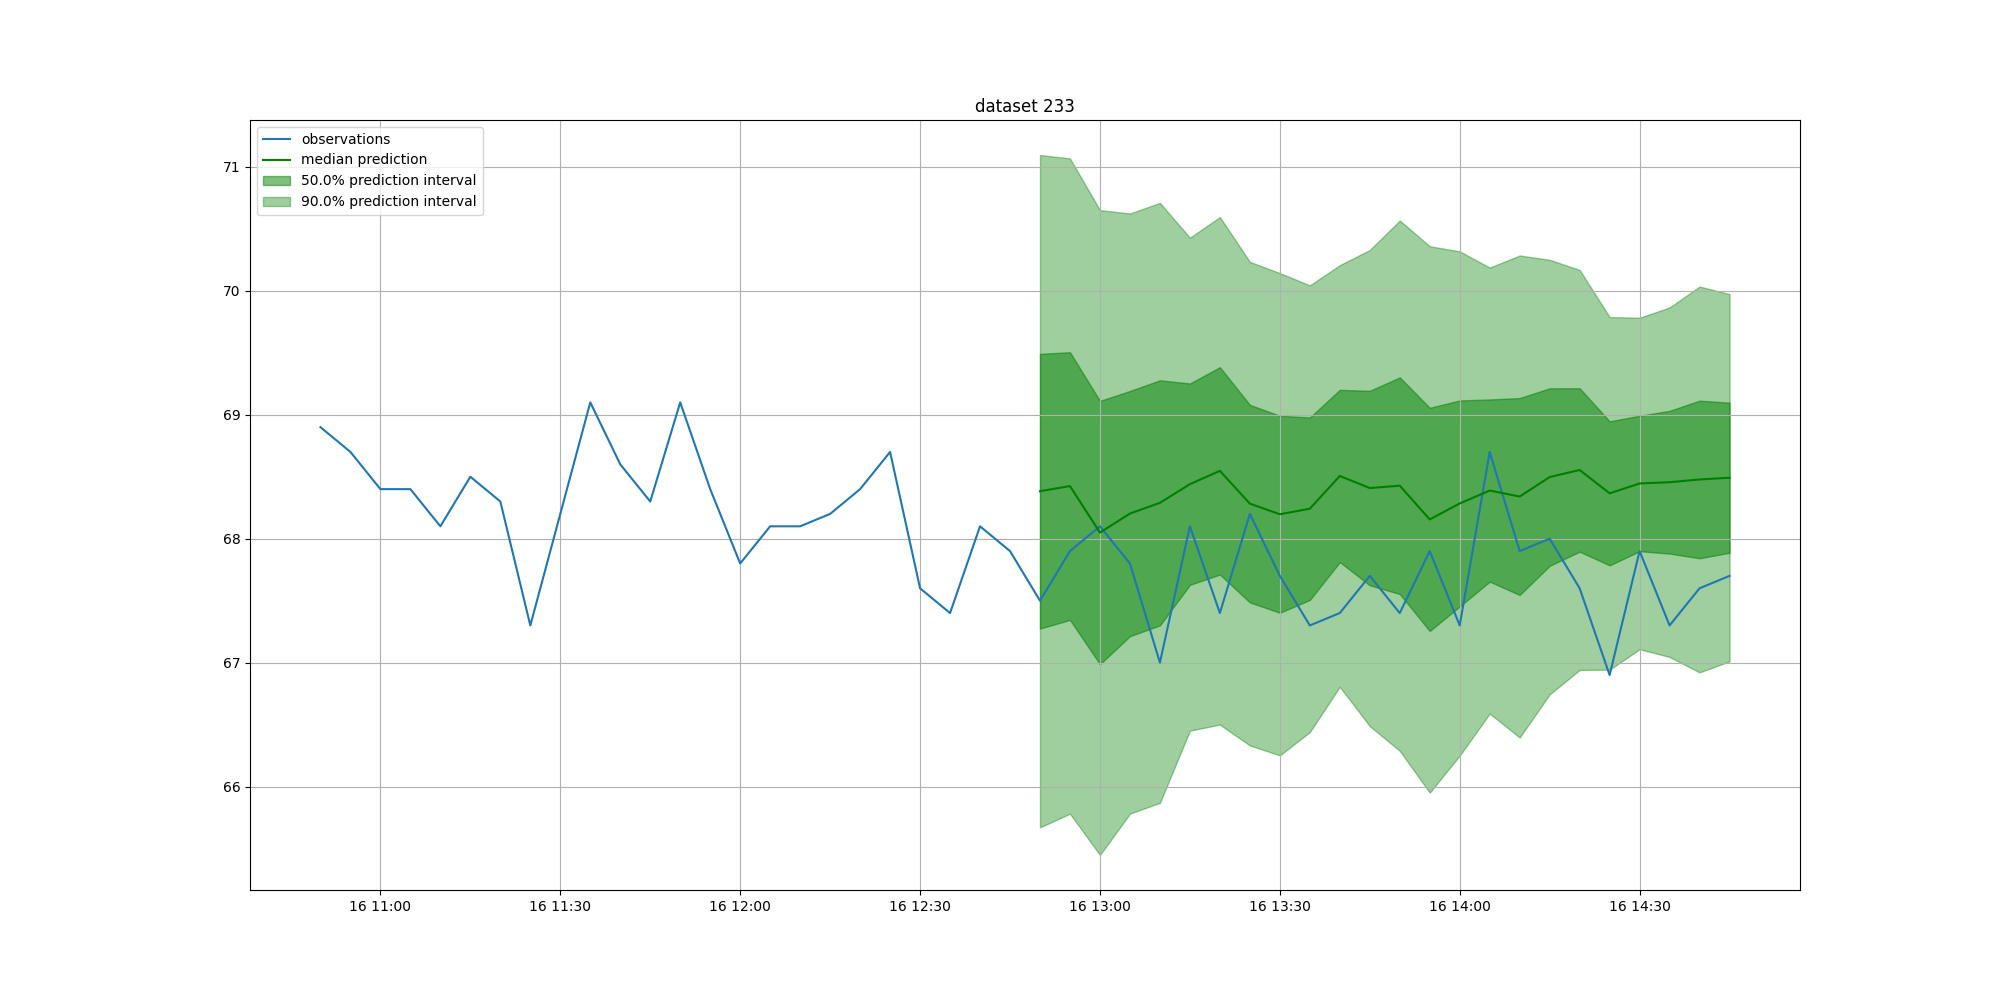 dataset 233
observations
median prediction
50.0% prediction interval
90.0% prediction interval
71
70
69
68
67
66
16 11:00
16 11:30
16 12:00
16 12:30
16 13:00
16 13:30
16 14:00
16 14:30